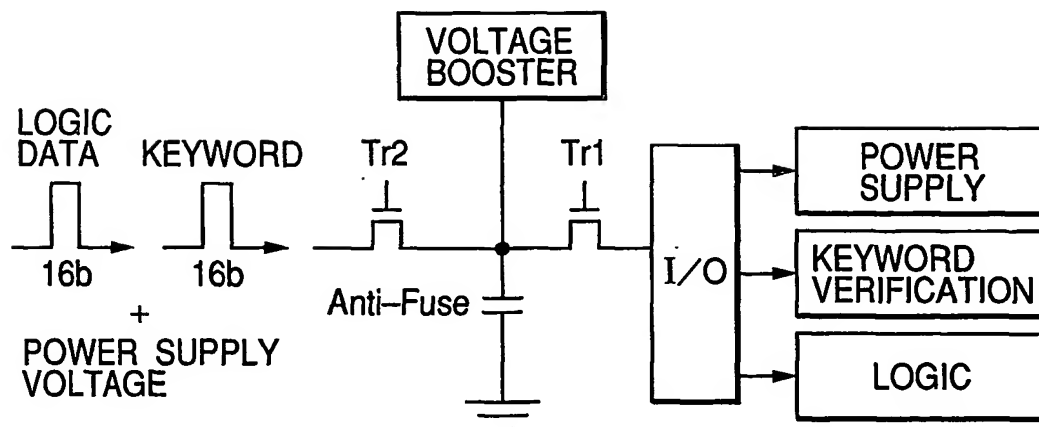 VOLTAGE
BOOSTER
LOGIC
DATA
KEYWORD
Tr2
Tr1
16b
16b
+
POWER SUPPLY
VOLTAGE
Anti-Fuse
I/O
POWER
SUPPLY
KEYWORD
VERIFICATION
LOGIC